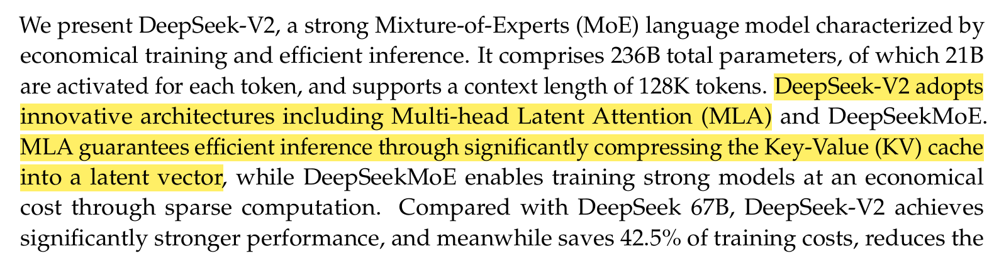 We present DeepSeek-V2, a strong Mixture-of-Experts (MoE) language model characterized by
economical training and efficient inference. It comprises 236B total parameters, of which 21B
are activated for each token, and supports a context length of 128K tokens. DeepSeek-V2 adopts
innovative architectures including Multi-head Latent Attention (MLA) and DeepSeekMoE.
MLA guarantees efficient inference through significantly compressing the Key-Value (KV) cache
into a latent vector, while DeepSeekMoE enables training strong models at an economical
cost through sparse computation. Compared with DeepSeek 67B, DeepSeek-V2 achieves
significantly stronger performance, and meanwhile saves 42.5% of training costs, reduces the